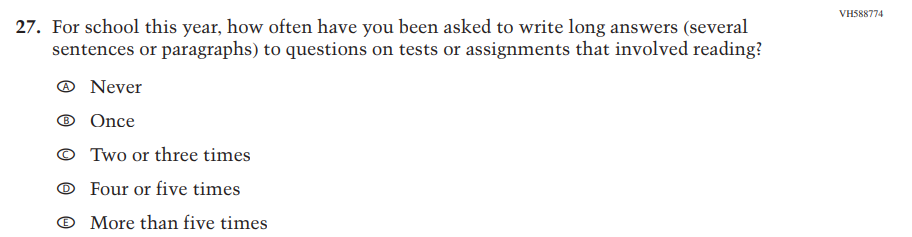 VH588774
27. For school this year, how often have you been asked to write long answers (several
sentences or paragraphs) to questions on tests or assignments that involved reading?
A Never
B Once
C Two or three times
D Four or five times
E More than five times